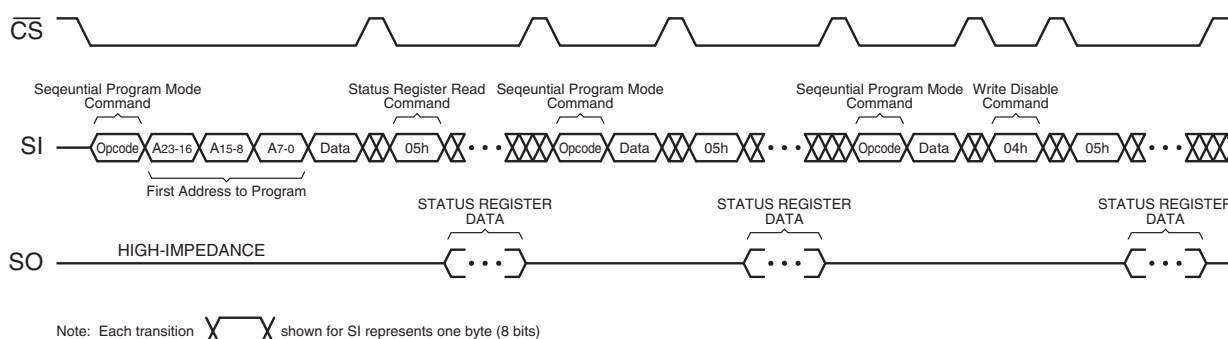 CS
Seqeuntial Program Mode
Command
Status Register Read
Command
Seqeuntial Program Mode
Command
Seqeuntial Program Mode
Command
Write Disable
Command
SI
Opcode
A23-16
A15-8
A7-0
Data
05h
Opcode
Data
05h
Opcode
Data
04h
05h
First Address to Program
STATUS REGISTER
DATA
STATUS REGISTER
DATA
STATUS REGISTER
DATA
SO
HIGH-IMPEDANCE
Note: Each transition shown for SI represents one byte (8 bits)